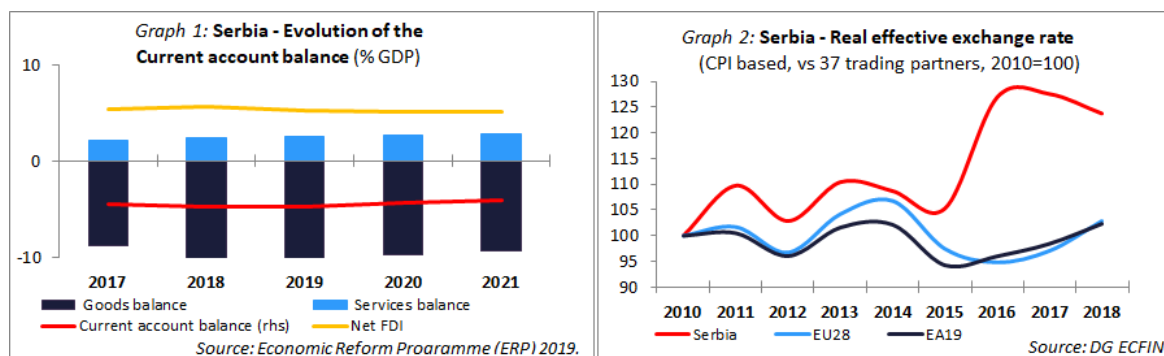 Graph 1: Serbia - Evolution of the
Current account balance (% GDP)
10
0
-10
2017 2018 2019 2020 2021
Goods balance Services balance
Current account balance (rhs) Net FDI
Source: Economic Reform Programme (ERP) 2019.
Graph 2: Serbia - Real effective exchange rate
(CPI based, vs 37 trading partners, 2010=100)
130
125
120
115
110
105
100
95
90
2010 2011 2012 2013 2014 2015 2016 2017 2018
Serbia EU28 EA19
Source: DG ECFIN